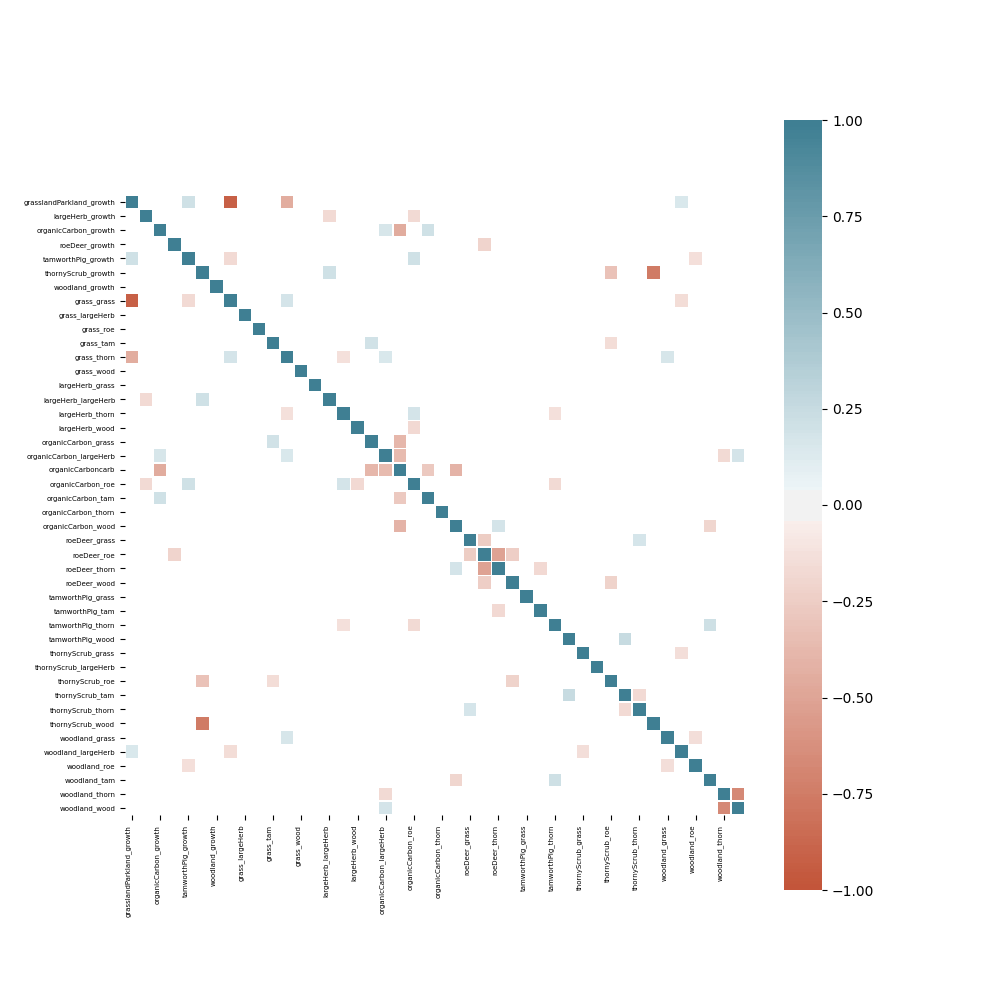 grasslandParkland_growth
largeHerb_growth
organicCarbon_growth
roeDeer_growth
tamworthPig_growth
thornyScrub_growth
woodland_growth
grass_grass
grass_largeHerb
grass_roe
grass_tam
grass_thorn
grass_wood
largeHerb_grass
largeHerb_largeHerb
largeHerb_thorn
largeHerb_wood
organicCarbon_grass
organicCarbon_largeHerb
organicCarboncarb
organicCarbon_roe
organicCarbon_tam
organicCarbon_thorn
organicCarbon_wood
roeDeer_grass
roeDeer_roe
roeDeer_thorn
roeDeer_wood
tamworthPig_grass
tamworthPig_tam
tamworthPig_thorn
tamworthPig_wood
thornyScrub_grass
thornyScrub_largeHerb
thornyScrub_roe
thornyScrub_tam
thornyScrub_thorn
thornyScrub_wood
woodland_grass
woodland_largeHerb
woodland_roe
woodland_tam
woodland_thorn
woodland_wood
grasslandParkland_growth
organicCarbon_growth
tamworthPig_growth
woodland_growth
grass_largeHerb
grass_tam
grass_wood
largeHerb_largeHerb
largeHerb_wood
organicCarbon_largeHerb
organicCarbon_roe
organicCarbon_thorn
roeDeer_grass
roeDeer_thorn
tamworthPig_grass
tamworthPig_thorn
thornyScrub_grass
thornyScrub_roe
thornyScrub_thorn
woodland_grass
woodland_roe
woodland_thorn
1.00
0.75
0.50
0.25
0.00
−0.25
−0.50
−0.75
−1.00